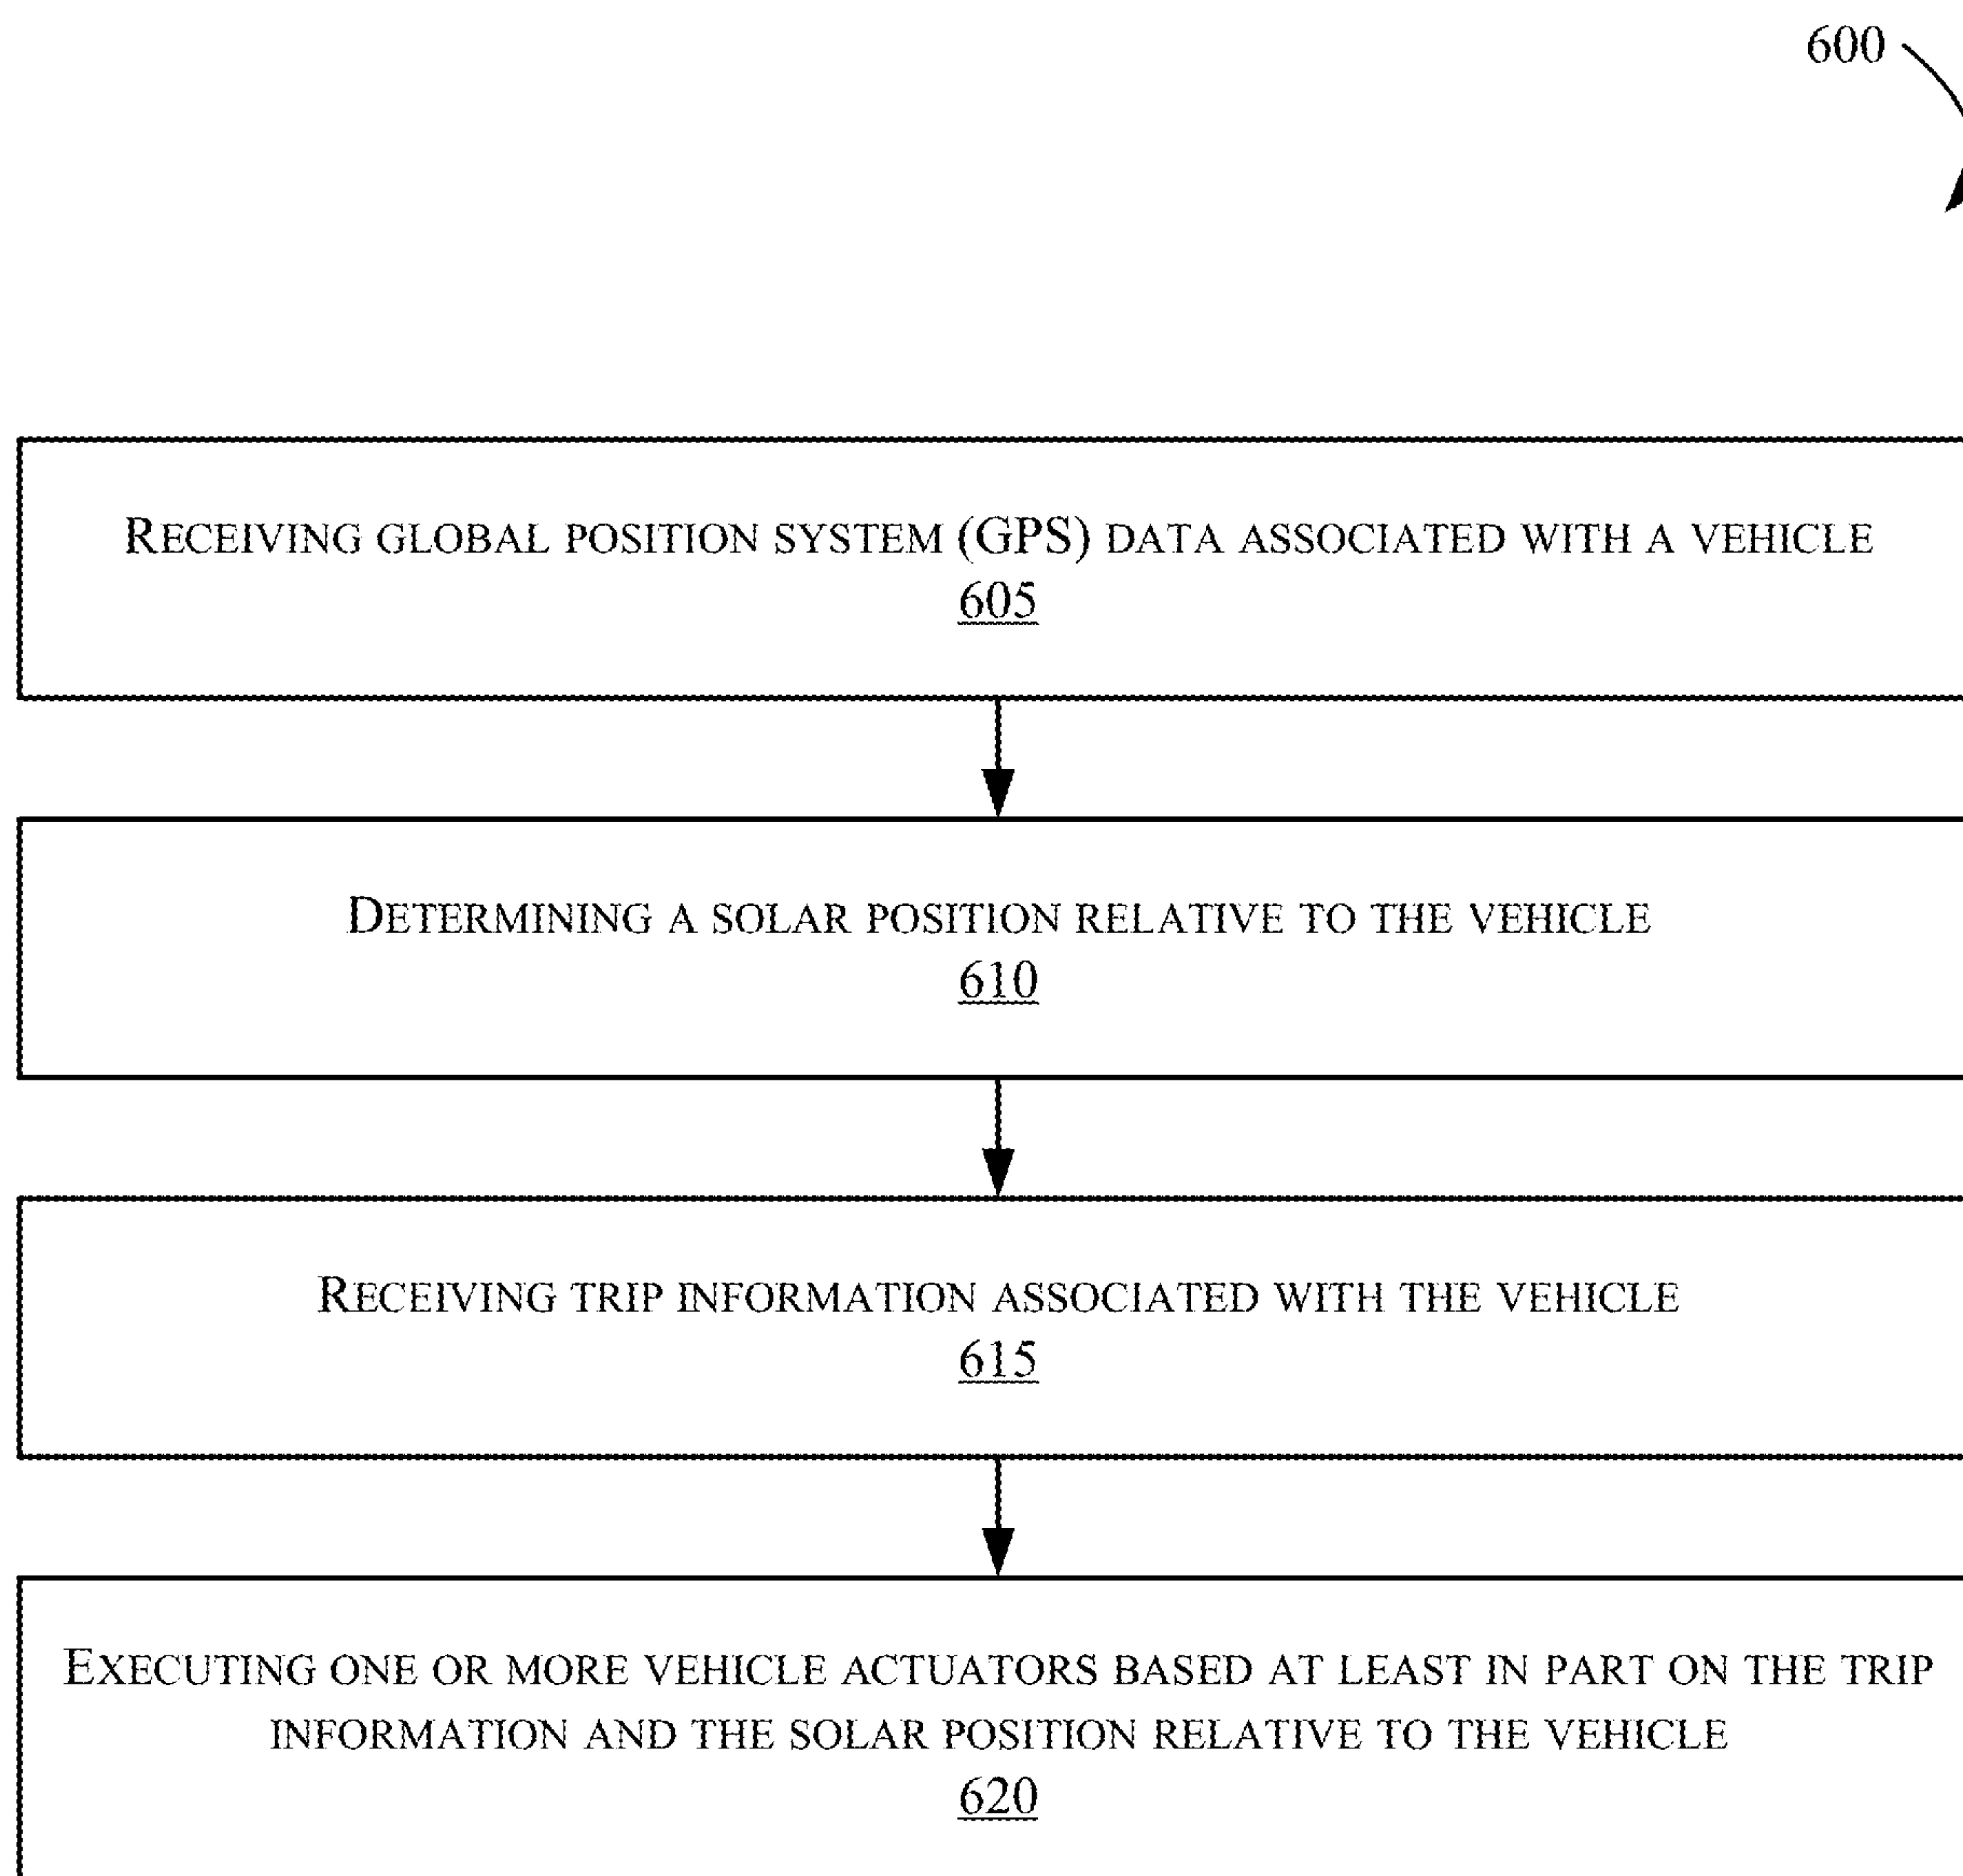 600
RECEIVING GLOBAL POSITION SYSTEM (GPS) DATA ASSOCIATED WITH A VEHICLE
605
DETERMINING A SOLAR POSITION RELATIVE TO THE VEHICLE
610
RECEIVING TRIP INFORMATION ASSOCIATED WITH THE VEHICLE
615
EXECUTING ONE OR MORE VEHICLE ACTUATORS BASED AT LEAST IN PART ON THE TRIP
INFORMATION AND THE SOLAR POSITION RELATIVE TO THE VEHICLE
620